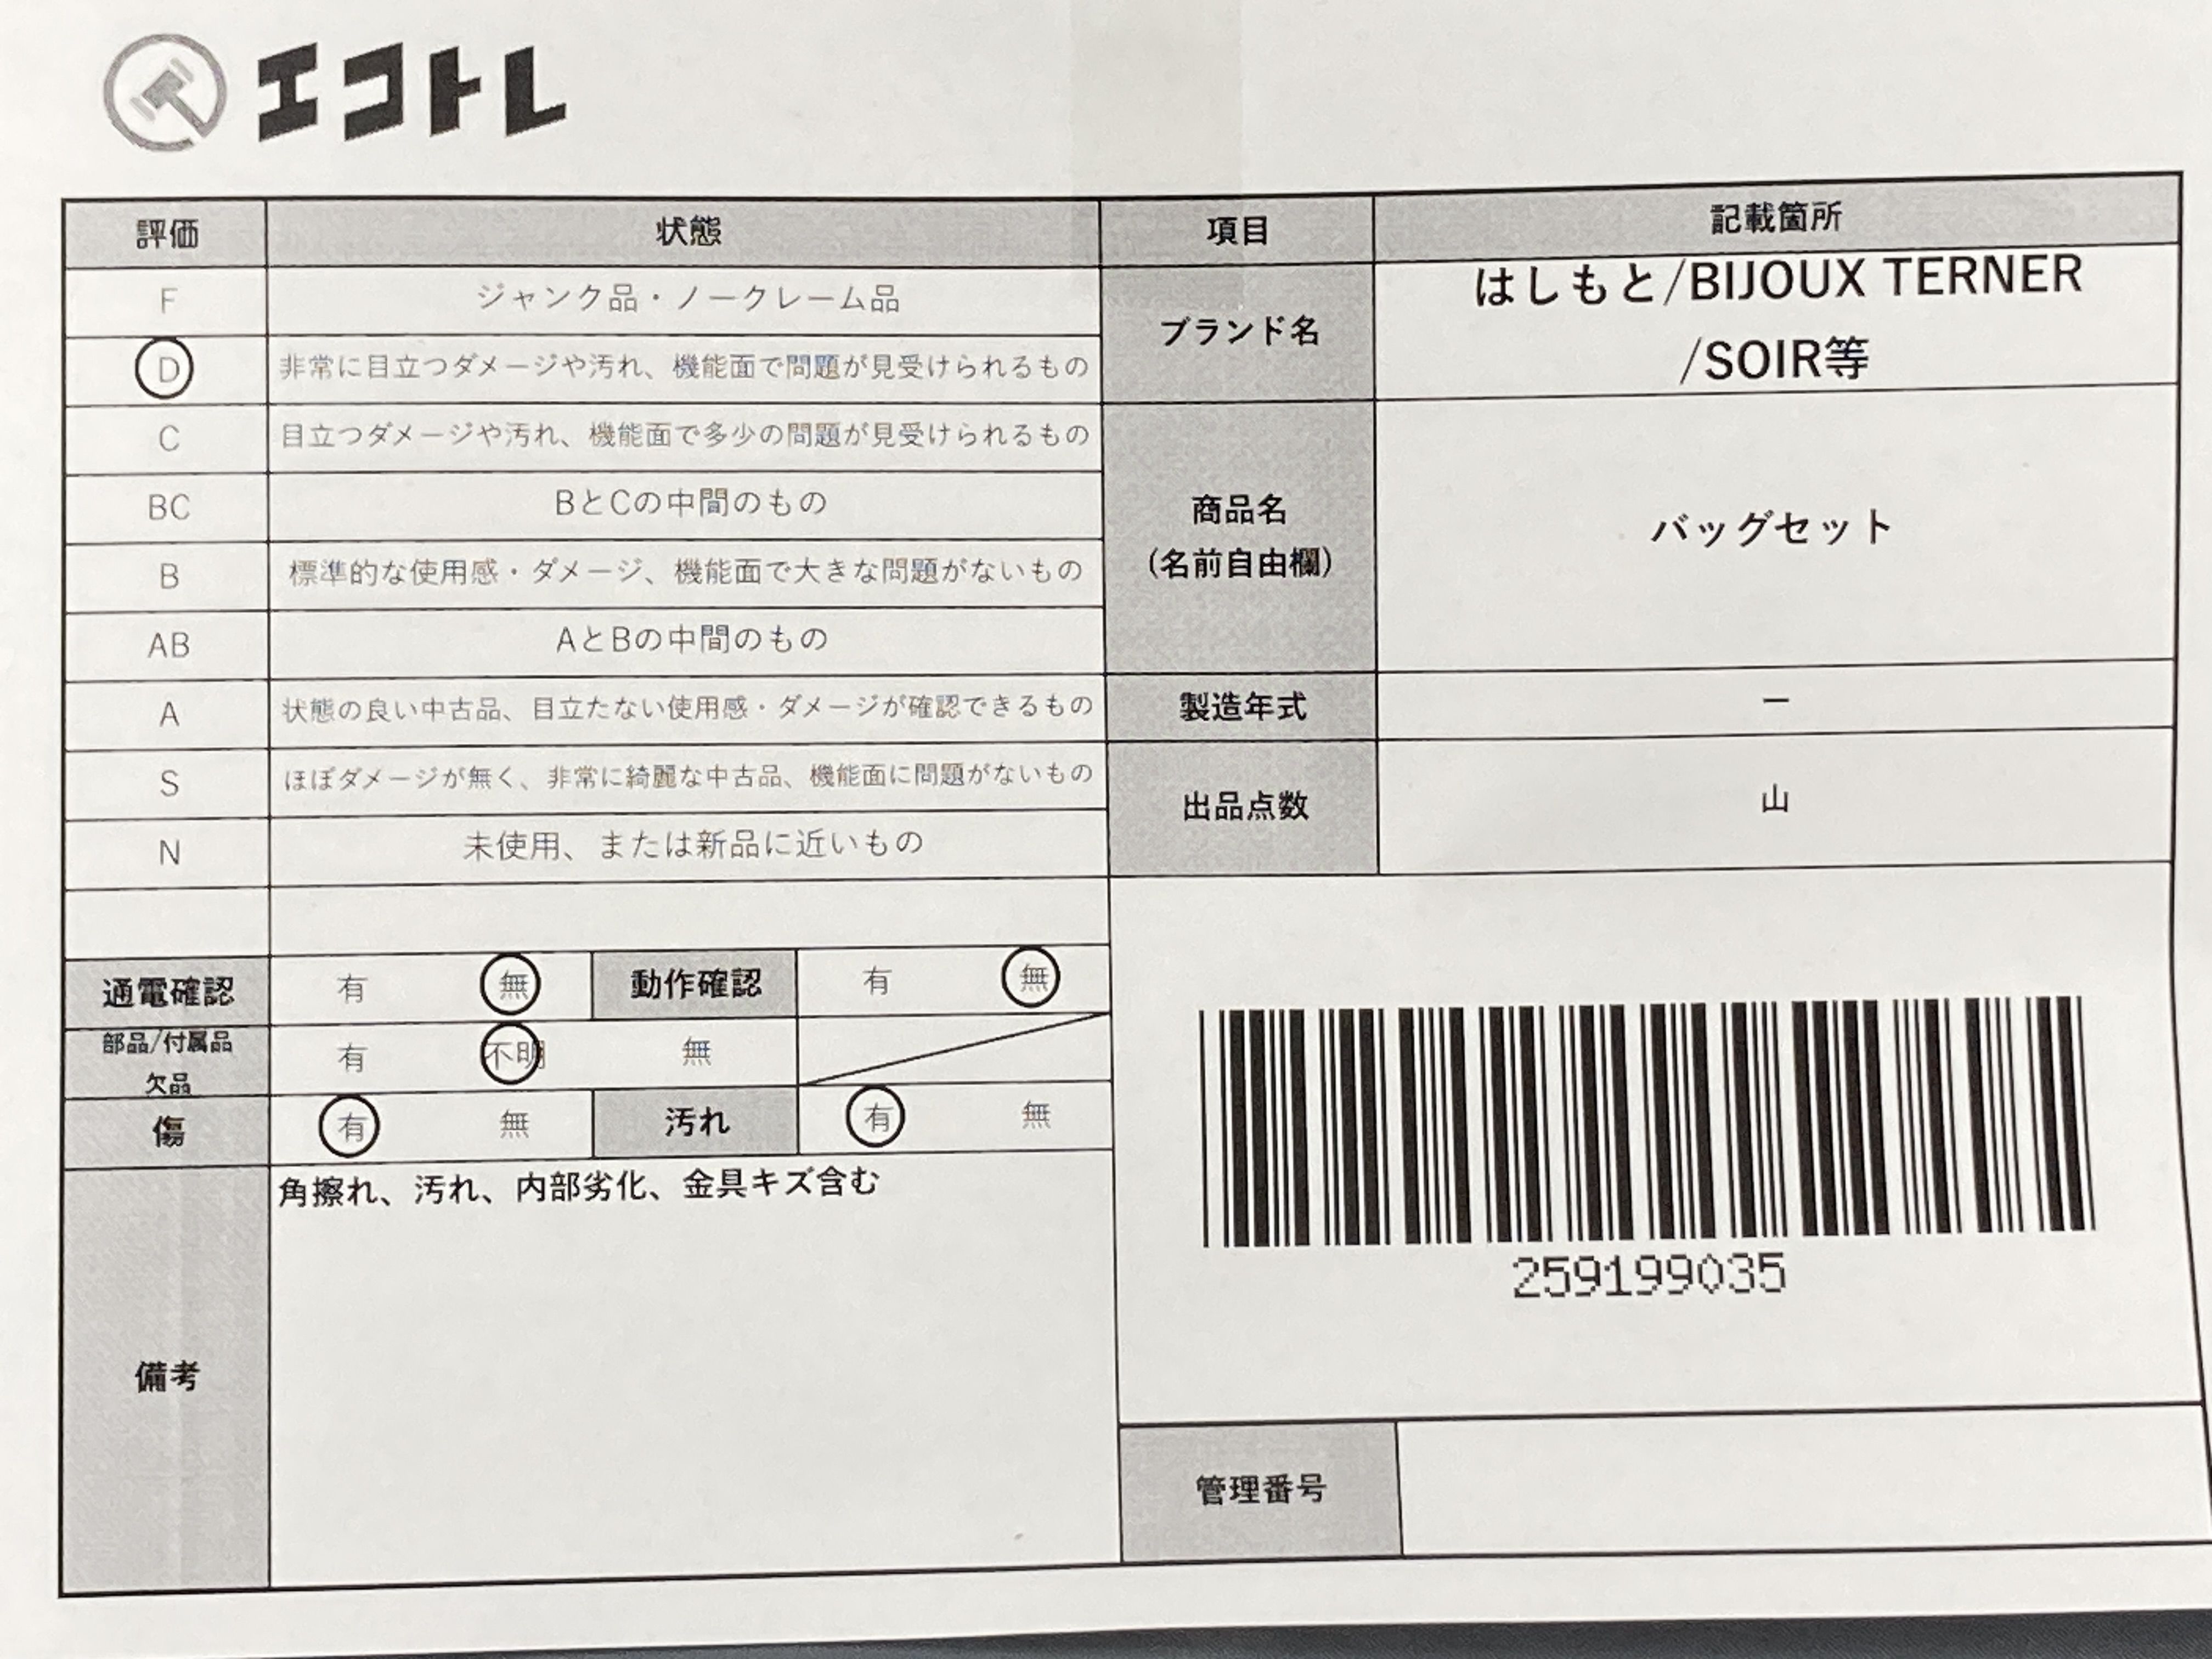 エコトレ
評価 状態 項目 記載箇所
F ジャンク品・ノークレーム品
D 非常に目立つダメージや汚れ、機能面で問題が見受けられるもの
C 目立つダメージや汚れ、機能面で多少の問題が見受けられるもの
BC BとCの中間のもの
B 標準的な使用感・ダメージ、機能面で大きな問題がないもの
AB AとBの中間のもの
A 状態の良い中古品、目立たない使用感・ダメージが確認できるもの
S ほぼダメージが無く、非常に綺麗な中古品、機能面に問題がないもの
N 未使用、または新品に近いもの
ブランド名
はしもと/BIJOUX TERNER
/SOIR等
商品名
(名前自由欄)
バッグセット
製造年式 ー
出品点数 山
通電確認 有 無 動作確認 有 無
部品/付属品
欠品
有 不明 無
傷 有 無 汚れ 有 無
備考
角擦れ、汚れ、内部劣化、金具キズ含む
259199035
管理番号